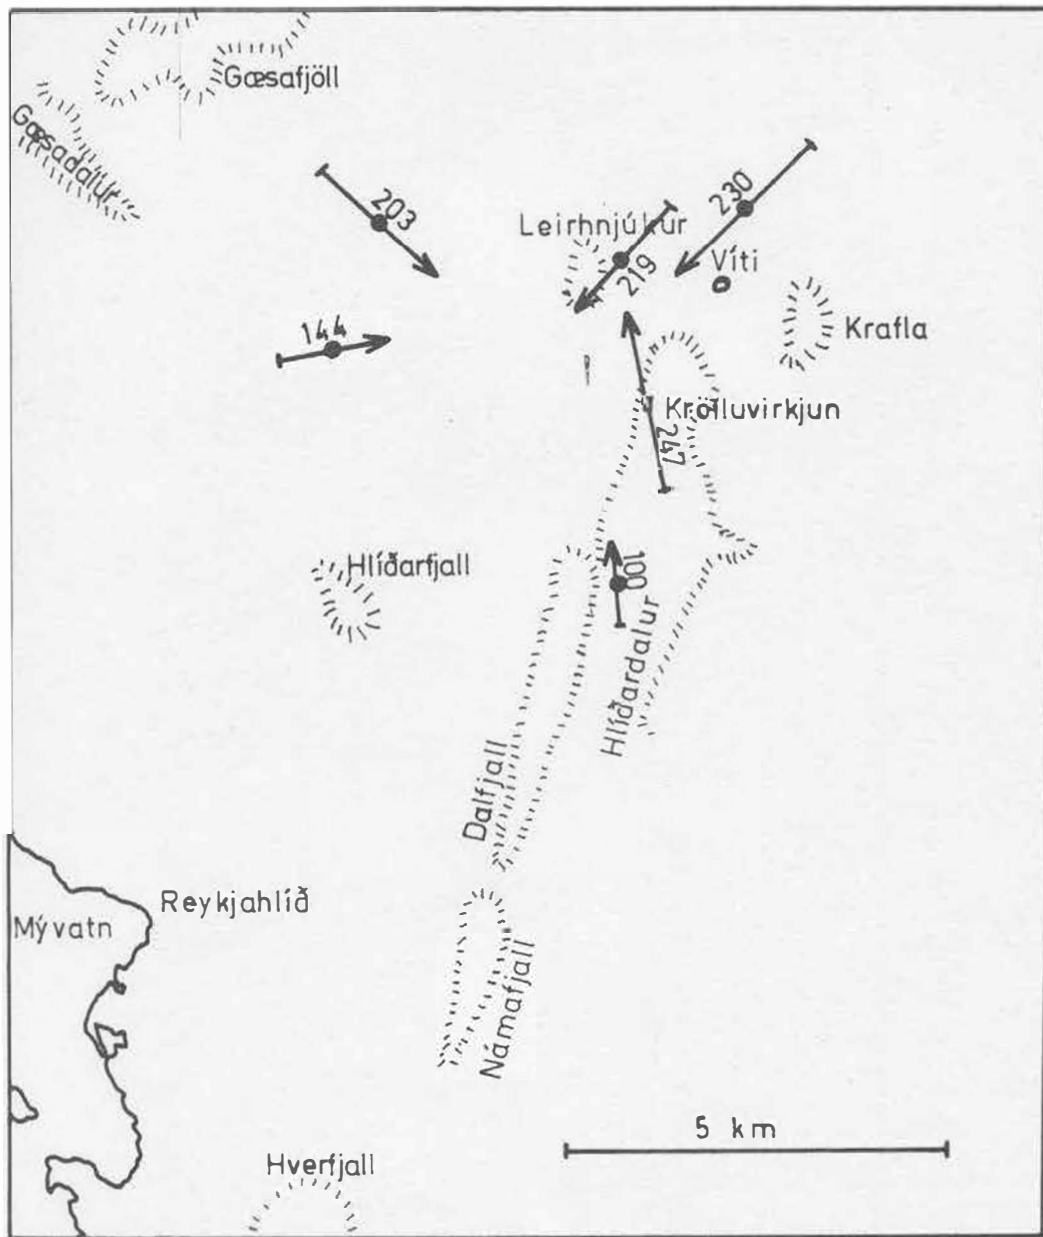 Gæsafjöll
Gæsadalur
203
230
Leirhnjúkur
219
Víti
144
Krafla
Kröfluvirkjun
247
Hlíðarfjall
100
Hlíðardalur
Dalfjall
Reykjahlíð
Mývatn
Námafjall
5 km
Hverfjall